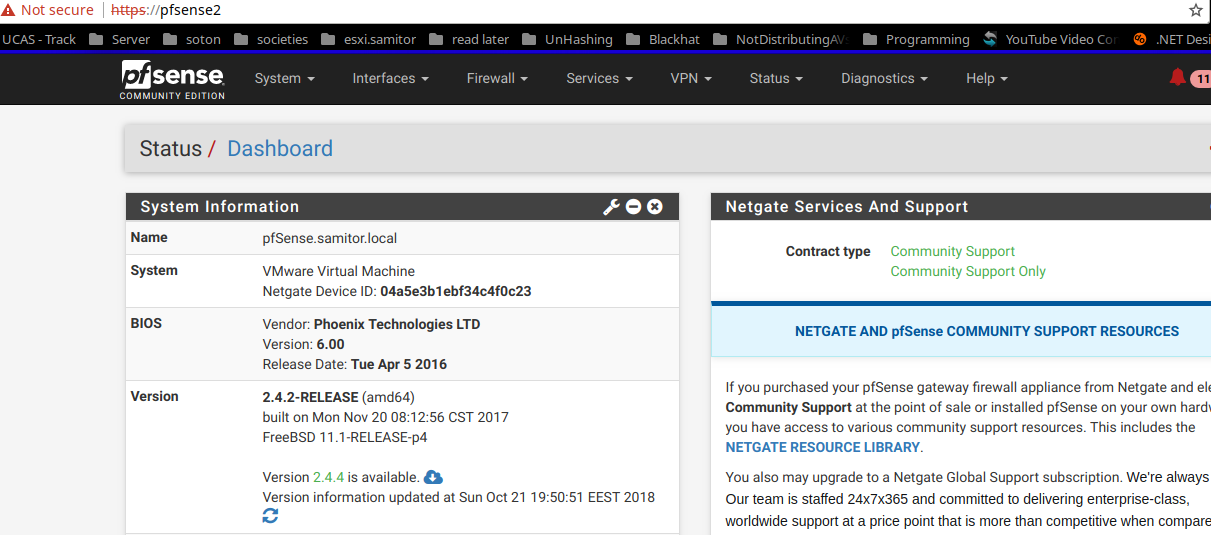 Not secure | https://pfsense2
UCAS - Track Server soton societies esxi.samitor read later UnHashing Blackhat NotDistributingAV Programming YouTube Video Co .NET Desi
pfsense System Interfaces Firewall Services VPN Status Diagnostics Help 11
COMMUNITY EDITION
Status / Dashboard
System Information
Name pfSense.samitor.local
System VMware Virtual Machine
Netgate Device ID: 04a5e3b1ebf34c4f0c23
BIOS Vendor: Phoenix Technologies LTD
Version: 6.00
Release Date: Tue Apr 5 2016
Version 2.4.2-RELEASE (amd64)
built on Mon Nov 20 08:12:56 CST 2017
FreeBSD 11.1-RELEASE-p4
Version 2.4.4 is available.
Version information updated at Sun Oct 21 19:50:51 EEST 2018
Netgate Services And Support
Contract type Community Support
Community Support Only
NETGATE AND pfSense COMMUNITY SUPPORT RESOURCES
If you purchased your pfSense gateway firewall appliance from Netgate and ele
Community Support at the point of sale or installed pfSense on your own hardw
you have access to various community support resources. This includes the
NETGATE RESOURCE LIBRARY.
You also may upgrade to a Netgate Global Support subscription. We're always
Our team is staffed 24x7x365 and committed to delivering enterprise-class,
worldwide support at a price point that is more than competitive when compare